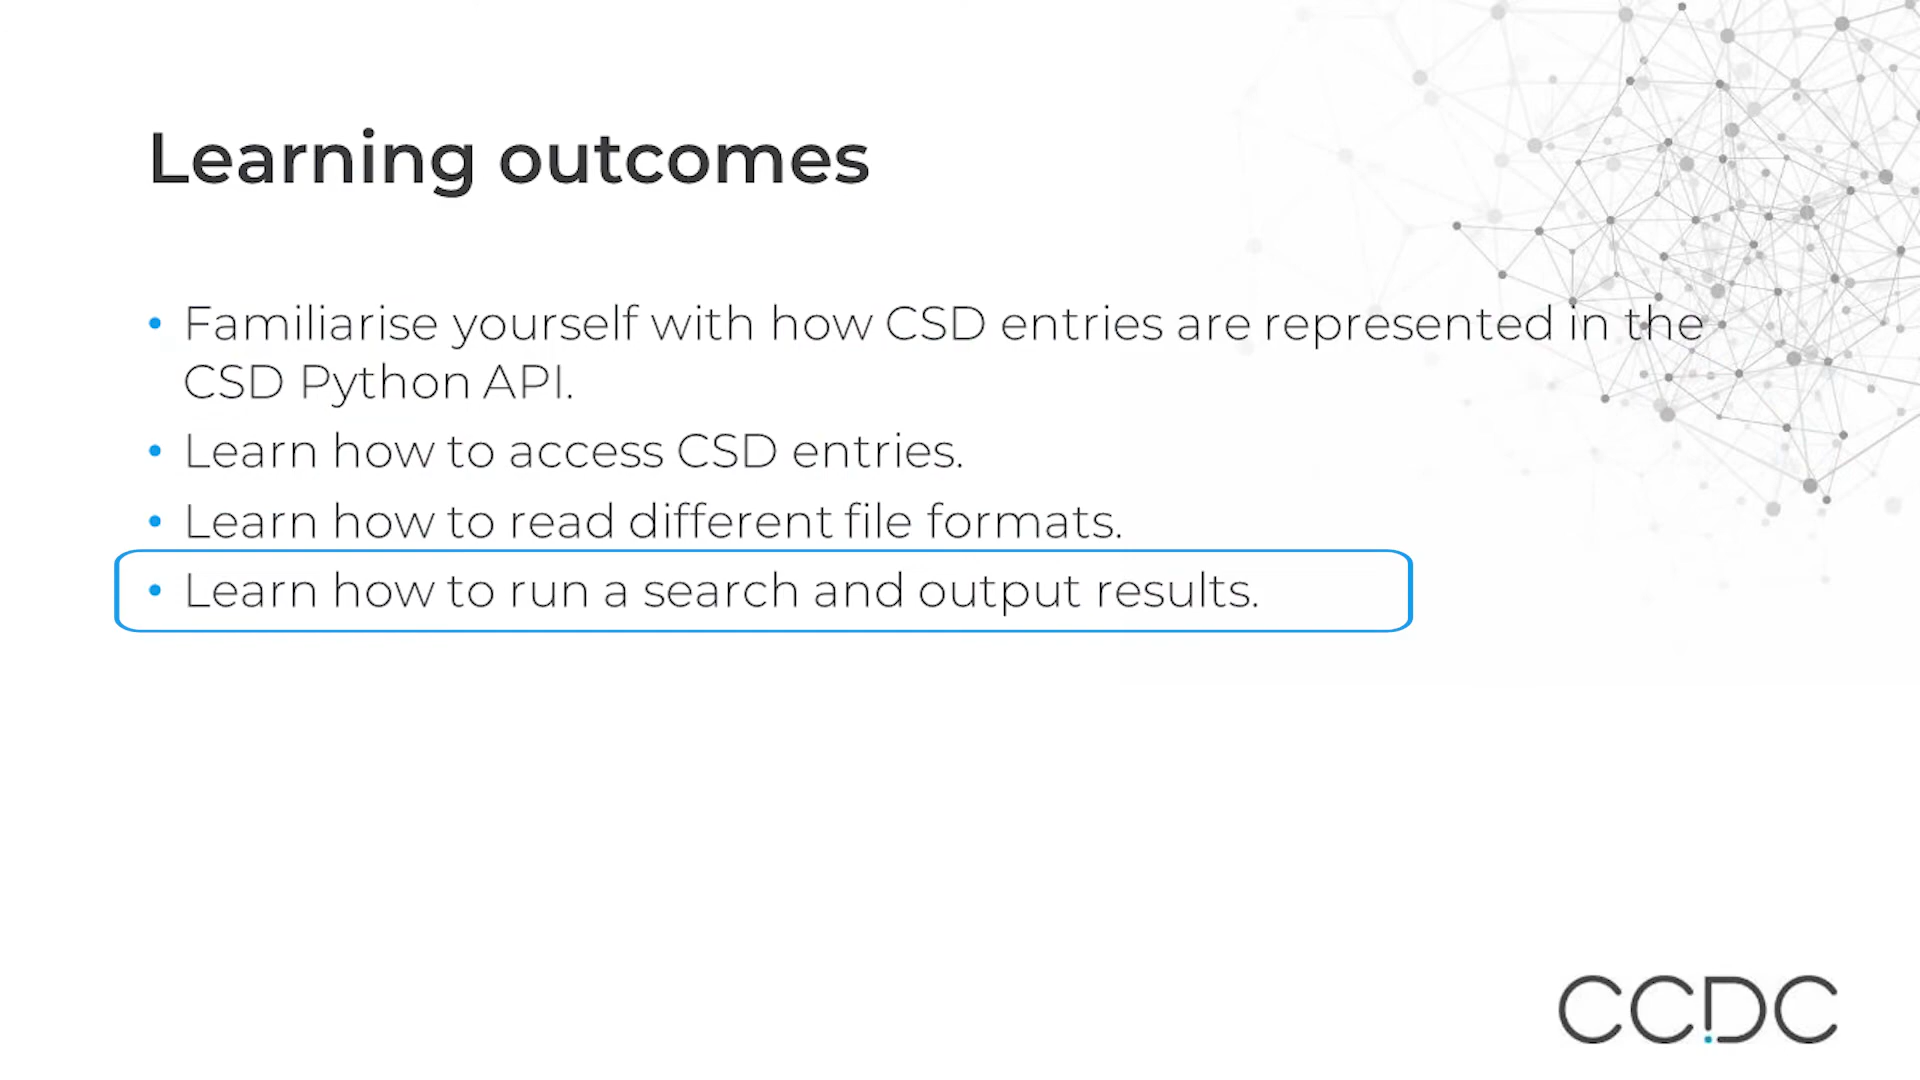 Learning outcomes
• Familiarise yourself with how CSD entries are represented in the
CSD Python API.
• Learn how to access CSD entries.
• Learn how to read different file formats.
• Learn how to run a search and output results.
CCDC